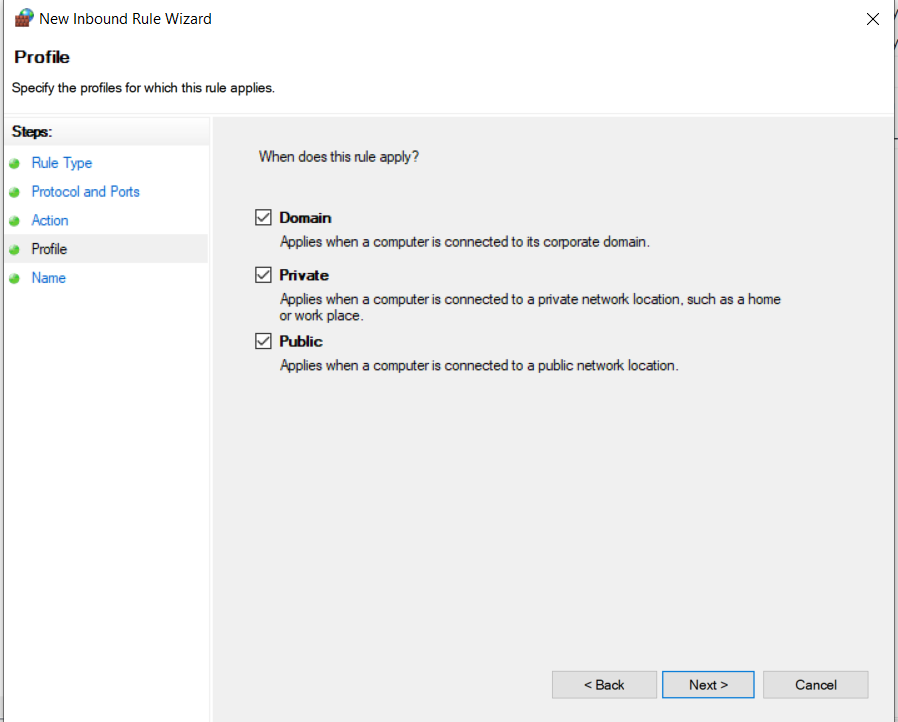 New Inbound Rule Wizard
Profile
Specify the profiles for which this rule applies.
Steps:
Rule Type
Protocol and Ports
Action
Profile
Name
When does this rule apply?
Domain
Applies when a computer is connected to its corporate domain.
Private
Applies when a computer is connected to a private network location, such as a home
or work place.
Public
Applies when a computer is connected to a public network location.
< Back
Next >
Cancel